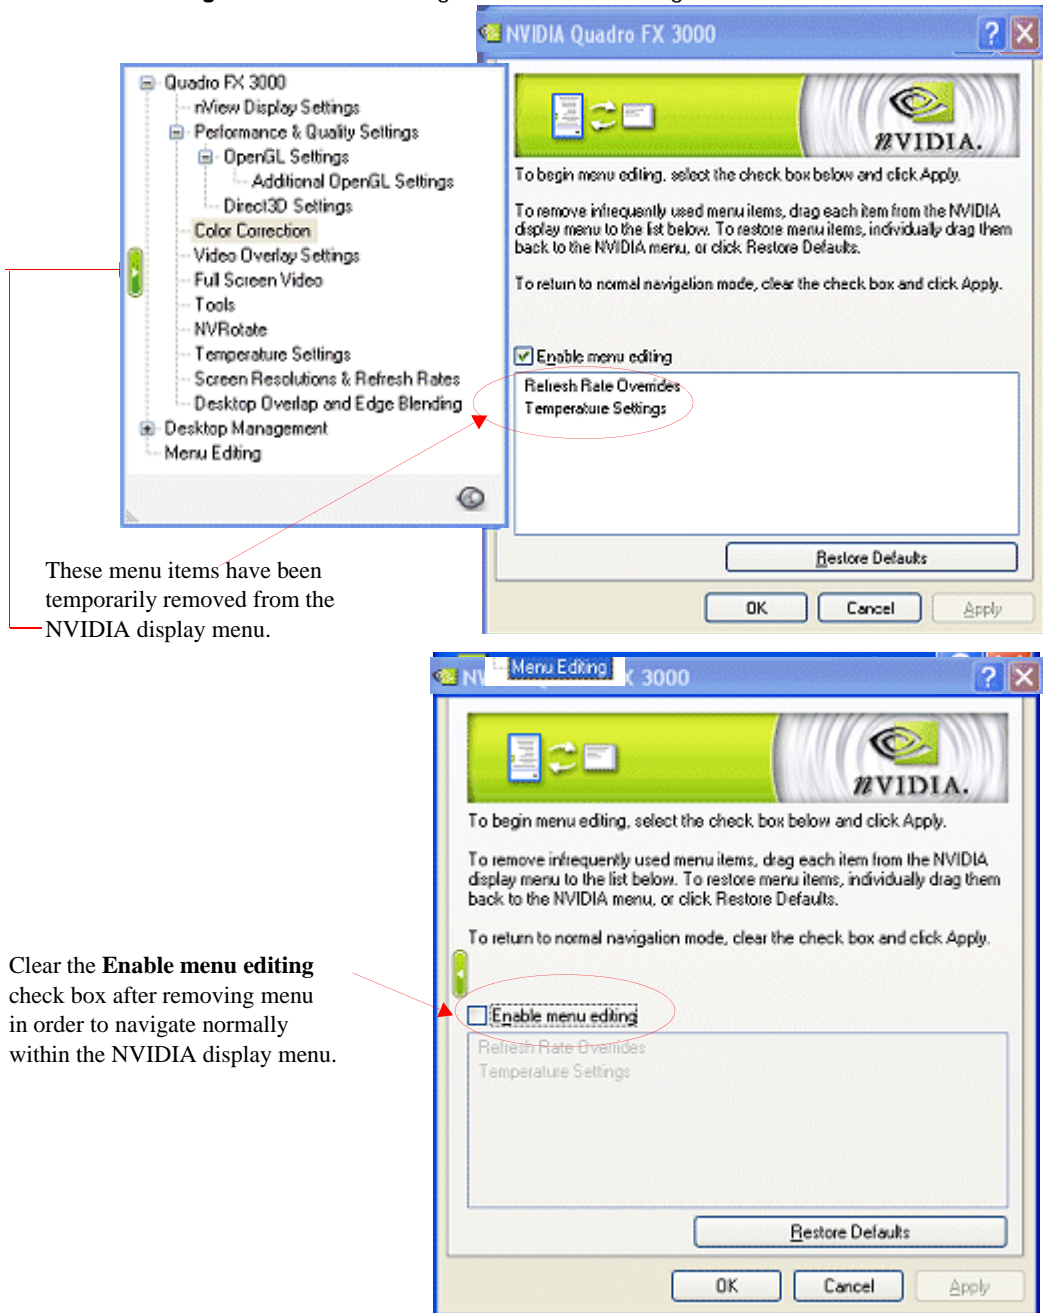 NVIDIA Quadro FX 3000
Quadro FX 3000
nView Display Settings
Performance & Quality Settings
OpenGL Settings
Additional OpenGL Settings
Direct3D Settings
Color Correction
Video Overlay Settings
Full Screen Video
Tools
NVRotate
Temperature Settings
Screen Resolutions & Refresh Rates
Desktop Overlap and Edge Blending
Desktop Management
Menu Editing
nVIDIA.
To begin menu editing, select the check box below and click Apply.
To remove infrequently used menu items, drag each item from the NVIDIA
display menu to the list below. To restore menu items, individually drag them
back to the NVIDIA menu, or click Restore Defaults.
To return to normal navigation mode, clear the check box and click Apply.
Enable menu editing
Refresh Rate Overrides
Temperature Settings
Restore Defaults
OK Cancel Apply
These menu items have been
temporarily removed from the
NVIDIA display menu.
Menu Editing
3000
nVIDIA.
To begin menu editing, select the check box below and click Apply.
To remove infrequently used menu items, drag each item from the NVIDIA
display menu to the list below. To restore menu items, individually drag them
back to the NVIDIA menu, or click Restore Defaults.
To return to normal navigation mode, clear the check box and click Apply.
Clear the Enable menu editing
check box after removing menu
in order to navigate normally
within the NVIDIA display menu.
Enable menu editing
Refresh Rate Overrides
Temperature Settings
Restore Defaults
OK Cancel Apply